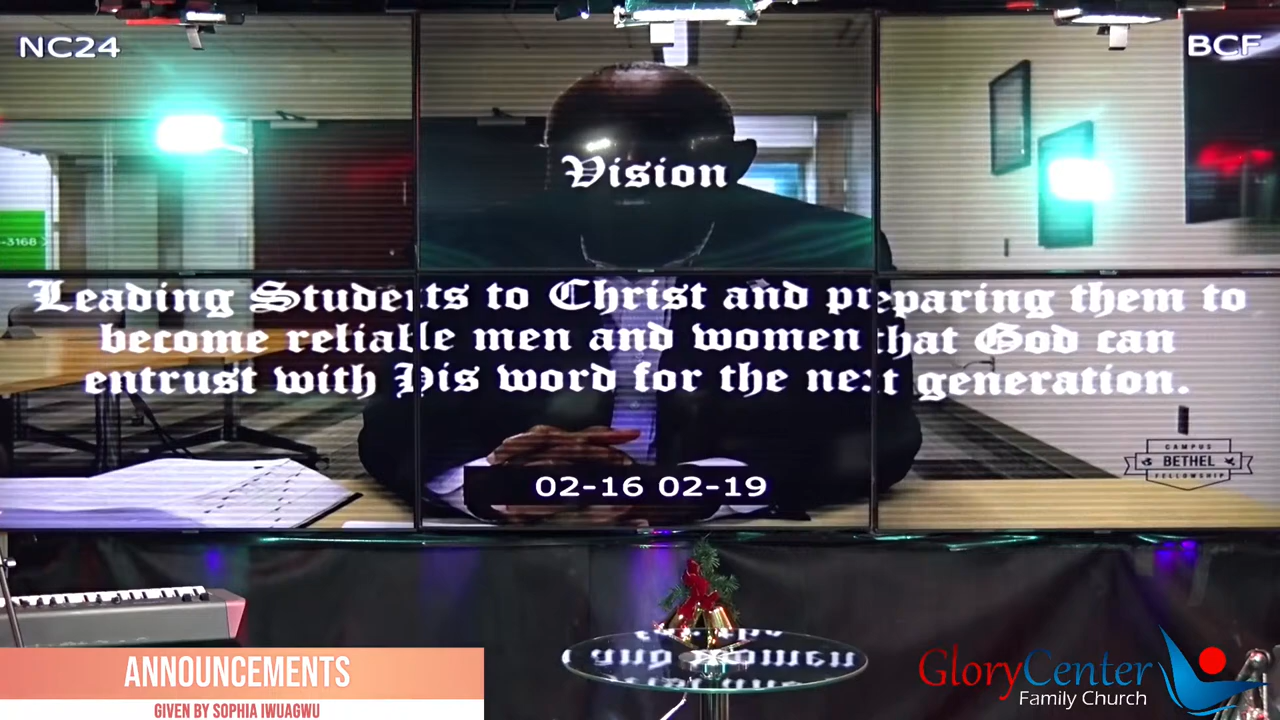 NC24
BCF
Vision
-3168
Leading Students to Christ and preparing them to
become reliable men and women that God can
entrust with His word for the next generation.
CAMPUS
BETHEL
FELLOWSHIP
02-16 02-19
ANNOUNCEMENTS
GIVEN BY SOPHIA IWUAGWU
GloryCenter
Family Church